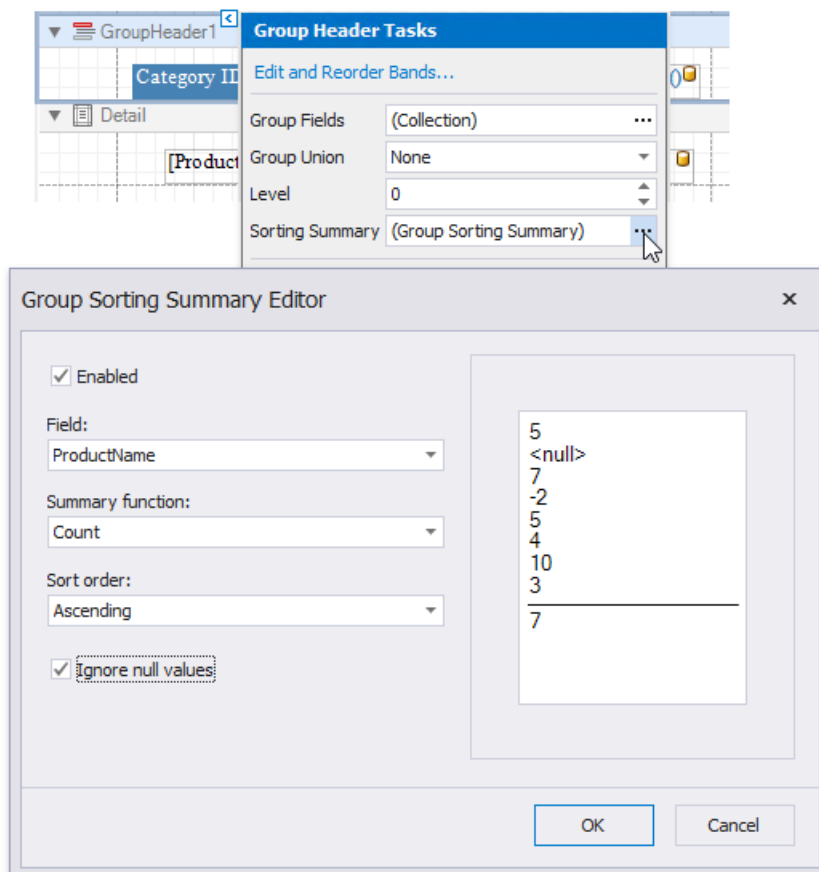 GroupHeader1
Group Header Tasks
Category ID
Edit and Reorder Bands...
()
Detail
Group Fields (Collection) ...
[Product
Group Union None
Level 0
Sorting Summary (Group Sorting Summary) ...
Group Sorting Summary Editor
Enabled
Field:
ProductName
Summary function:
Count
Sort order:
Ascending
Ignore null values
5
<null>
7
-2
5
4
10
3
7
OK Cancel